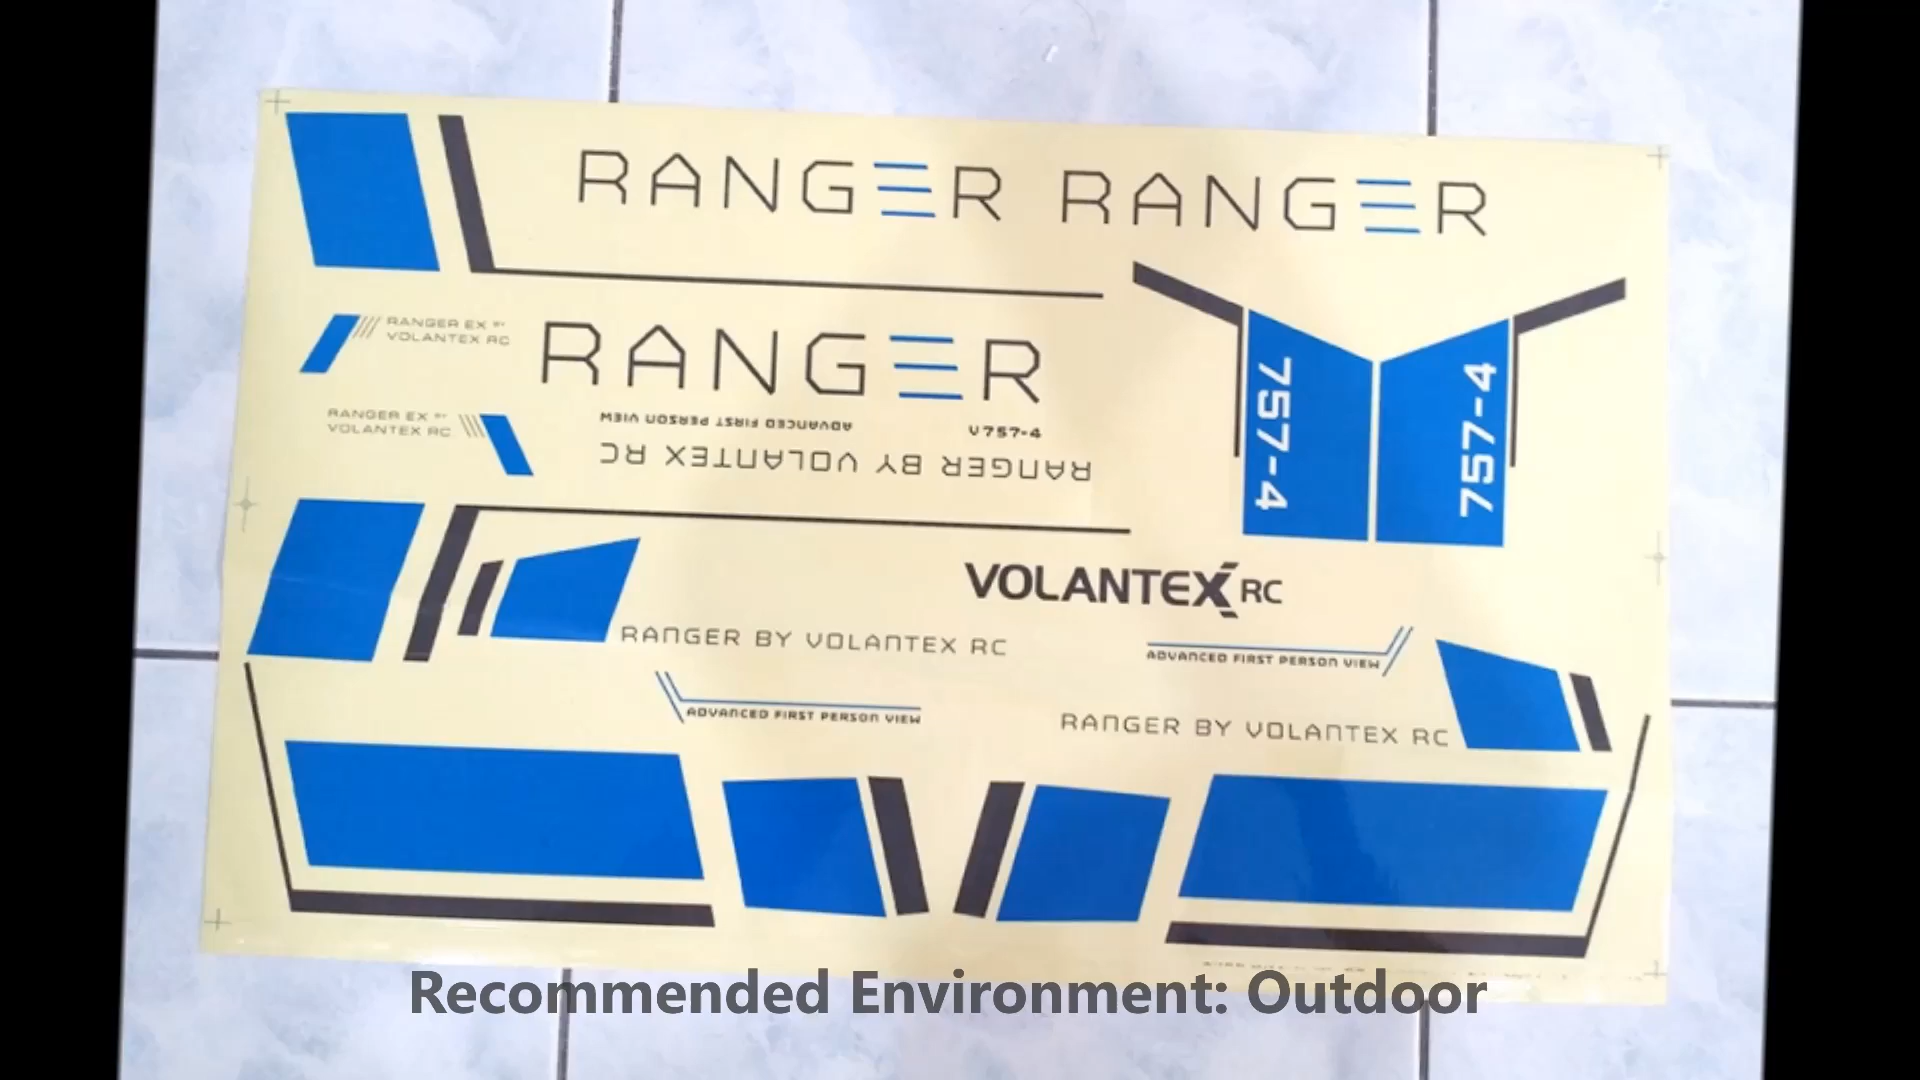 RANGER RANGER
RANGER EX BY
VOLANTEX RC
RANGER
757-4
757-4
RANGER EX BY
VOLANTEX RC
ADVANCED FIRST PERSON VIEW
V757-4
RANGER BY VOLANTEX RC
VOLANTEX RC
RANGER BY VOLANTEX RC
ADVANCED FIRST PERSON VIEW
ADVANCED FIRST PERSON VIEW
RANGER BY VOLANTEX RC
Recommended Environment: Outdoor